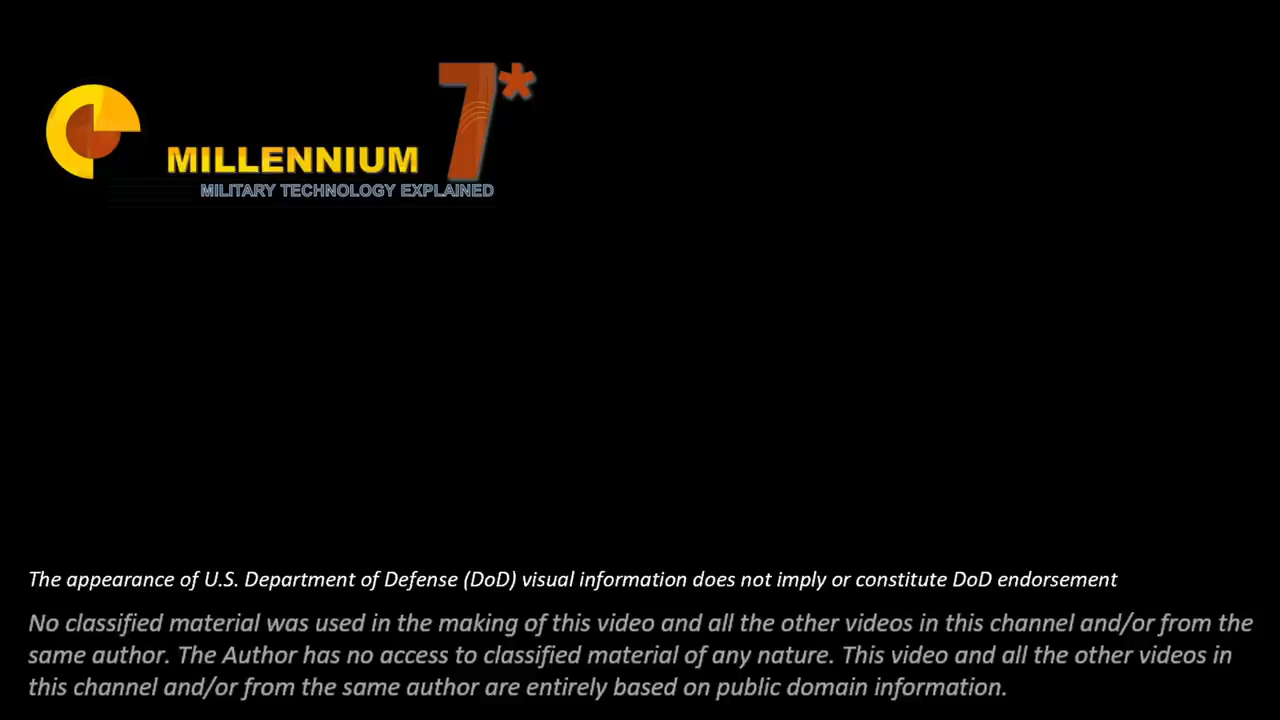 7*
MILLENNIUM
MILITARY TECHNOLOGY EXPLAINED
The appearance of U.S. Department of Defense (DoD) visual information does not imply or constitute DoD endorsement
No classified material was used in the making of this video and all the other videos in this channel and/or from the
same author. The Author has no access to classified material of any nature. This video and all the other videos in
this channel and/or from the same author are entirely based on public domain information.